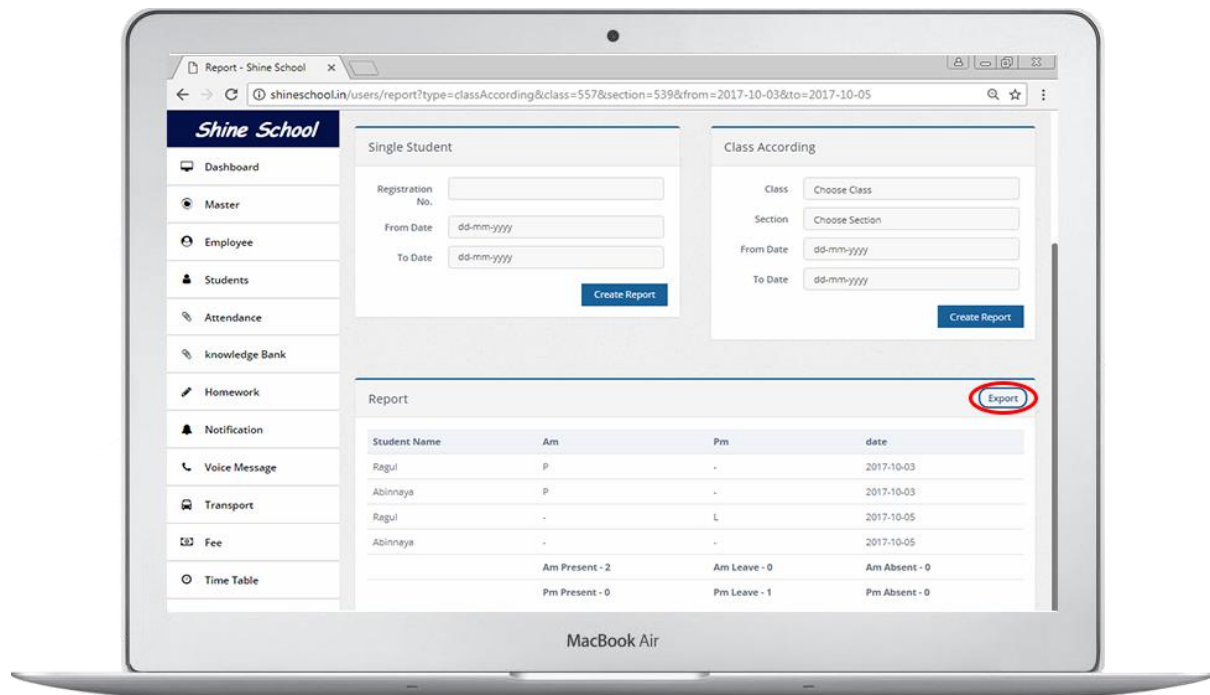 Report - Shine School
shineschool.in/users/report?type=classAccording&class=557&section=539&from=2017-10-03&to=2017-10-05
Shine School
Dashboard
Master
Employee
Students
Attendance
knowledge Bank
Homework
Notification
Voice Message
Transport
Fee
Time Table
Single Student
Registration No.
From Date dd-mm-yyyy
To Date dd-mm-yyyy
Create Report
Class According
Class Choose Class
Section Choose Section
From Date dd-mm-yyyy
To Date dd-mm-yyyy
Create Report
Report Export
Student Name Am Pm date
Ragul P - 2017-10-03
Abinnaya P - 2017-10-03
Ragul - L 2017-10-05
Abinnaya - - 2017-10-05
Am Present - 2 Am Leave - 0 Am Absent - 0
Pm Present - 0 Pm Leave - 1 Pm Absent - 0
MacBook Air